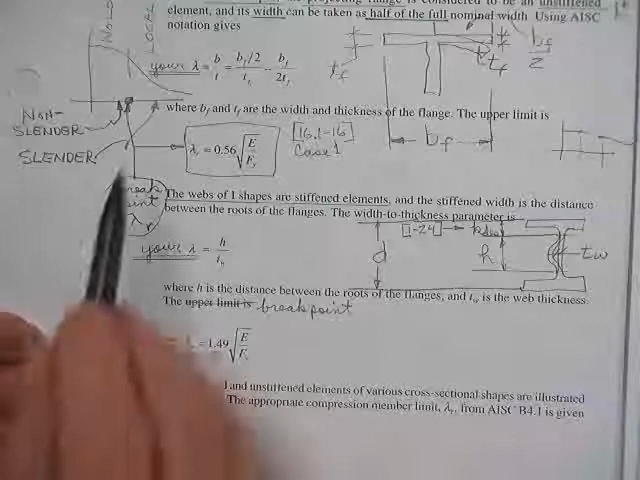 element, and its width can be taken as half of the full nominal width. Using AISC
notation gives
LOCAL
bf
2
your λ = b/t = (bf/2)/tf = bf/2tf
tf
tf
NON-
SLENDER
where bf and tf are the width and thickness of the flange. The upper limit is
bf
SLENDER
λr = 0.56 √E/Fy
[16.1-16]
Case 1
break
point
λr
The webs of I shapes are stiffened elements, and the stiffened width is the distance
between the roots of the flanges. The width-to-thickness parameter is
[1-24]
kdes
your λ = h/tw
d
h
tw
where h is the distance between the roots of the flanges, and tw is the web thickness.
The upper limit is breakpoint
= 1.49 √E/Fy
and unstiffened elements of various cross-sectional shapes are illustrated
The appropriate compression member limit, λr, from AISC B4.1 is given